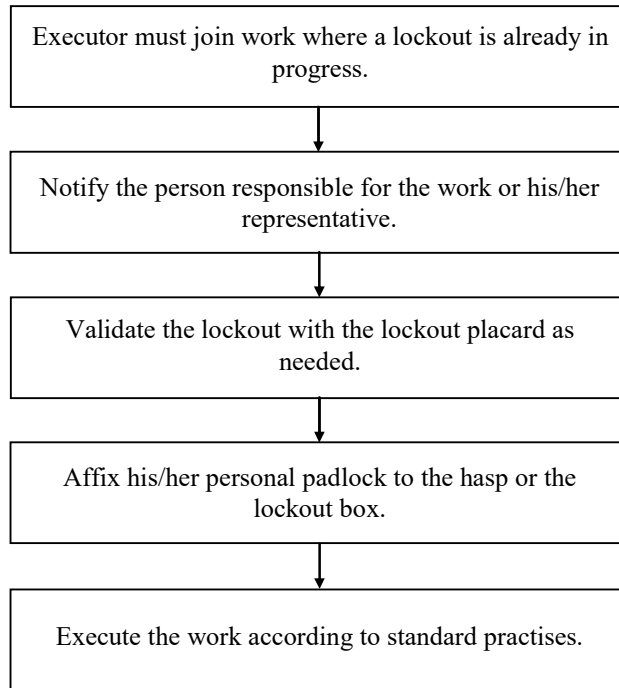 Executor must join work where a lockout is already in
progress.
Notify the person responsible for the work or his/her
representative.
Validate the lockout with the lockout placard as
needed.
Affix his/her personal padlock to the hasp or the
lockout box.
Execute the work according to standard practises.